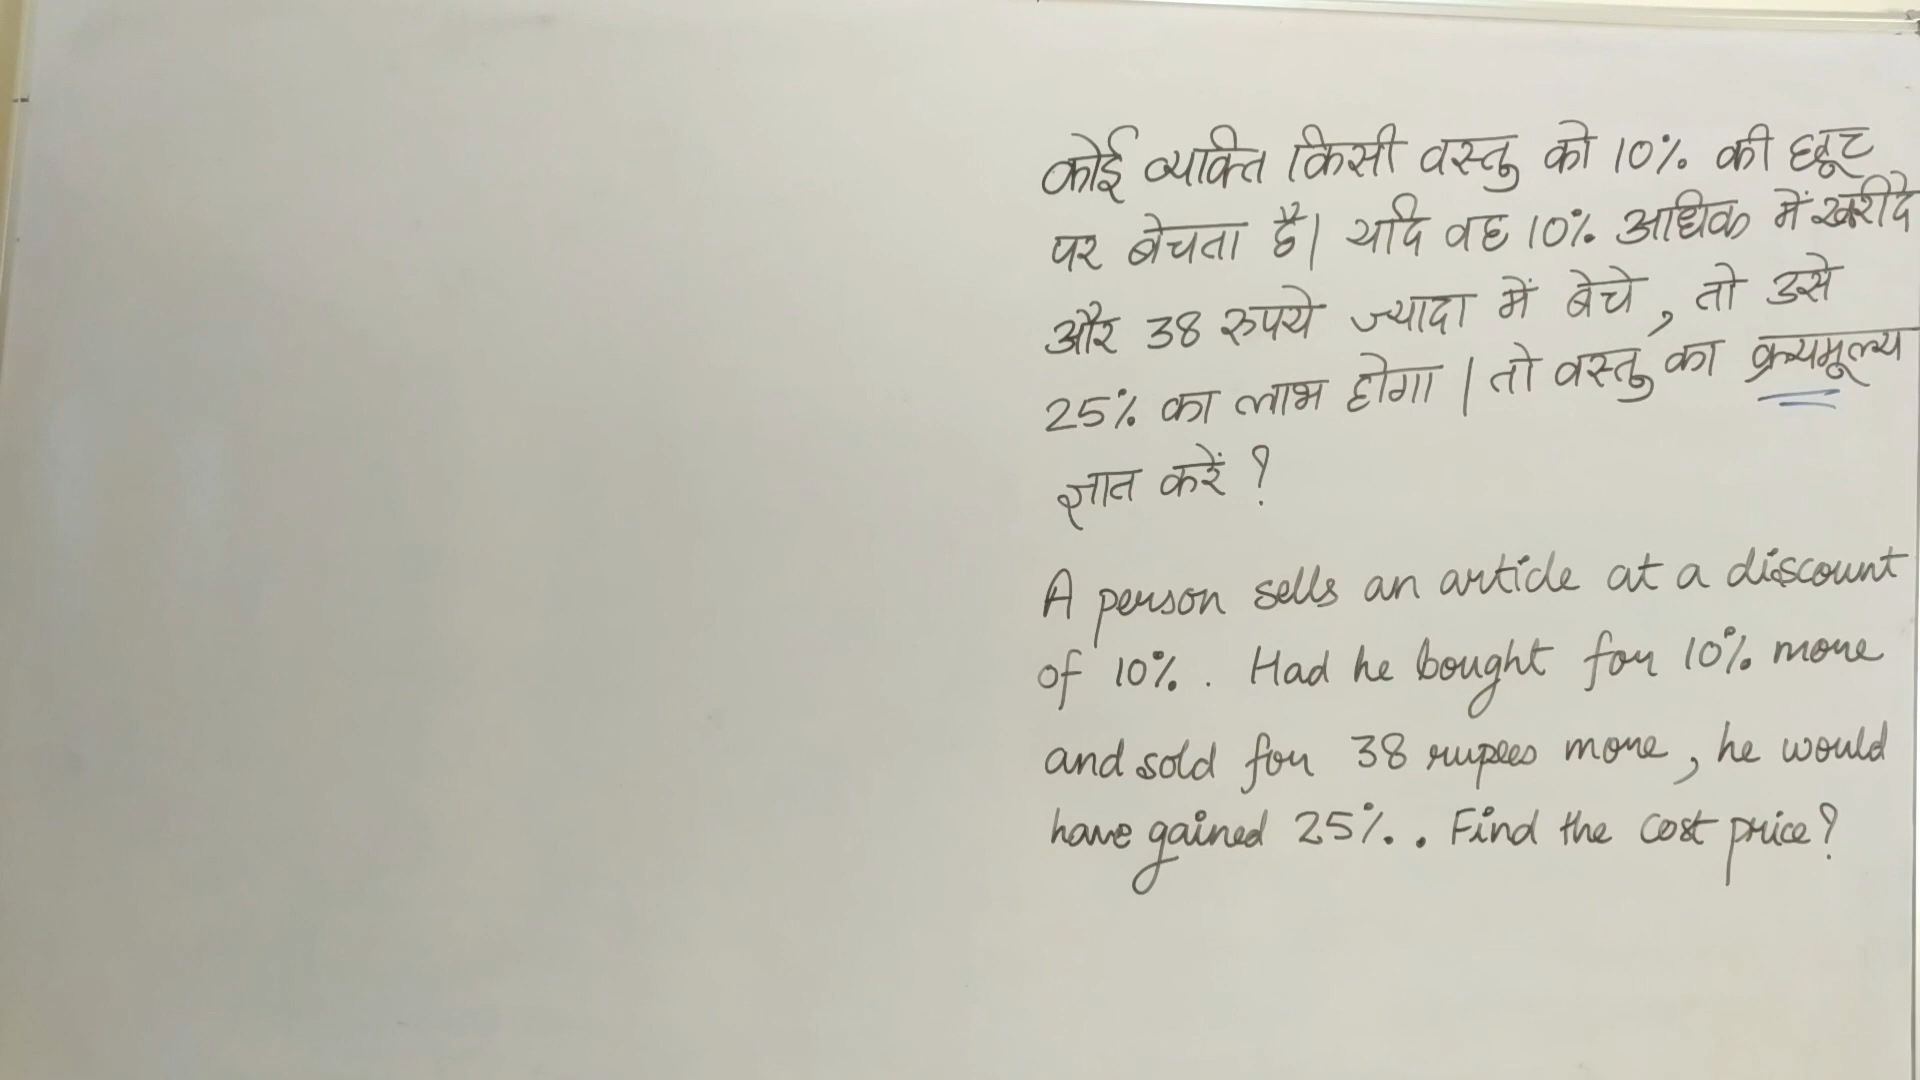 कोई व्यक्ति किसी वस्तु को 10% की छूट
पर बेचता है। यदि वह 10% अधिक में खरीदे
और 38 रुपये ज्यादा में बेचे, तो उसे
25% का लाभ होगा। तो वस्तु का क्रयमूल्य
ज्ञात करें ?
A person sells an article at a discount
of 10%. Had he bought for 10% more
and sold for 38 rupees more, he would
have gained 25%. . Find the cost price?